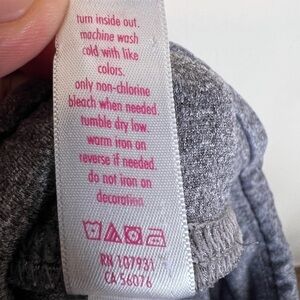 turn inside out.
machine wash
cold with like
colors.
only non-chlorine
bleach when needed.
tumble dry low.
warm iron on
reverse if needed.
do not iron on
decoration
RN 107931
CA 56076